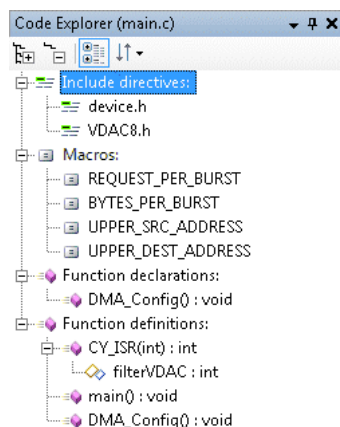 Code Explorer (main.c)
Include directives:
device.h
VDAC8.h
Macros:
REQUEST_PER_BURST
BYTES_PER_BURST
UPPER_SRC_ADDRESS
UPPER_DEST_ADDRESS
Function declarations:
DMA_Config() : void
Function definitions:
CY_ISR(int) : int
filterVDAC : int
main() : void
DMA_Config() : void